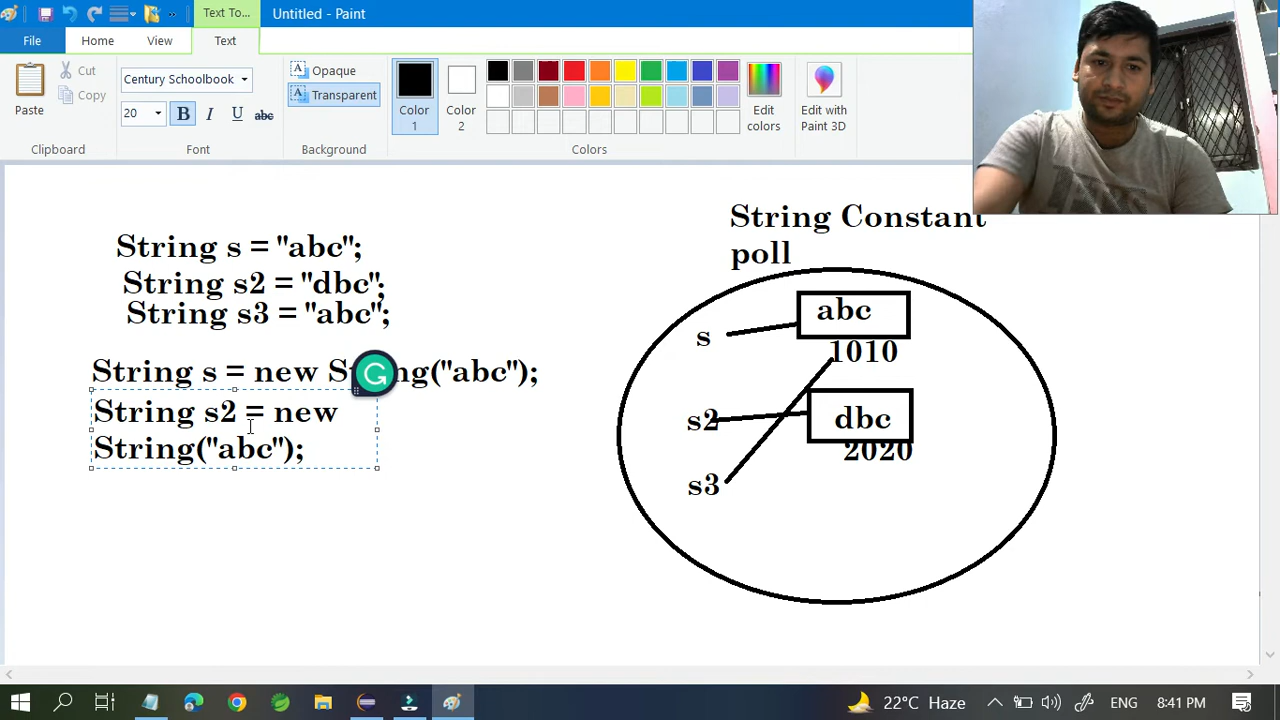 Text To...
Untitled - Paint
File
Home
View
Text
Paste
Cut
Copy
Clipboard
Century Schoolbook
20
B
I
U
abc
Font
Opaque
Transparent
Background
Color 1
Color 2
Edit colors
Colors
Edit with Paint 3D
String s = "abc";
String s2 = "dbc";
String s3 = "abc";
String s = new String("abc");
String s2 = new
String("abc");
String Constant
poll
s
abc
1010
s2
dbc
2020
s3
22°C Haze
ENG
8:41 PM